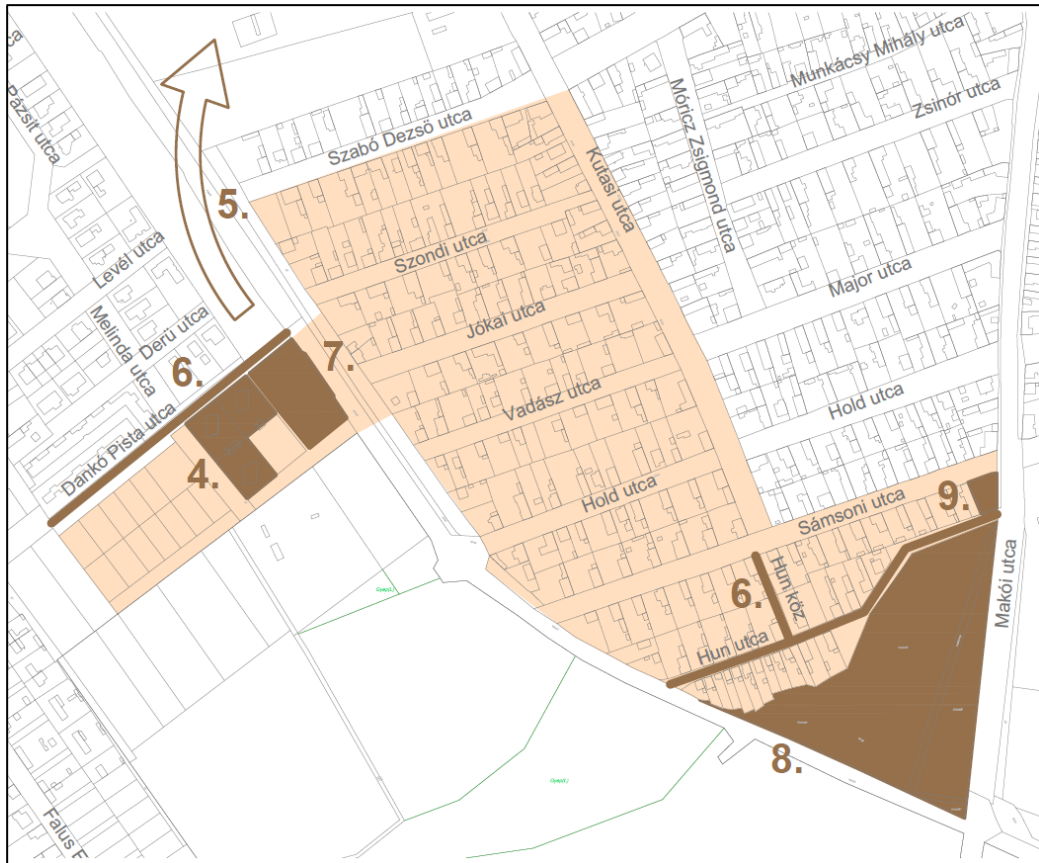 Pázsit utca
Levél utca
Melinda utca
Derű utca
Dankó Pista utca
Szabó Dezső utca
Kutasi utca
Móricz Zsigmond utca
Munkácsy Mihály utca
Zsinór utca
Szondi utca
Major utca
Jókai utca
Vadász utca
Hold utca
Hold utca
Sámsoni utca
Hun köz
Hun utca
Makói utca
5.
6.
7.
4.
9.
6.
8.